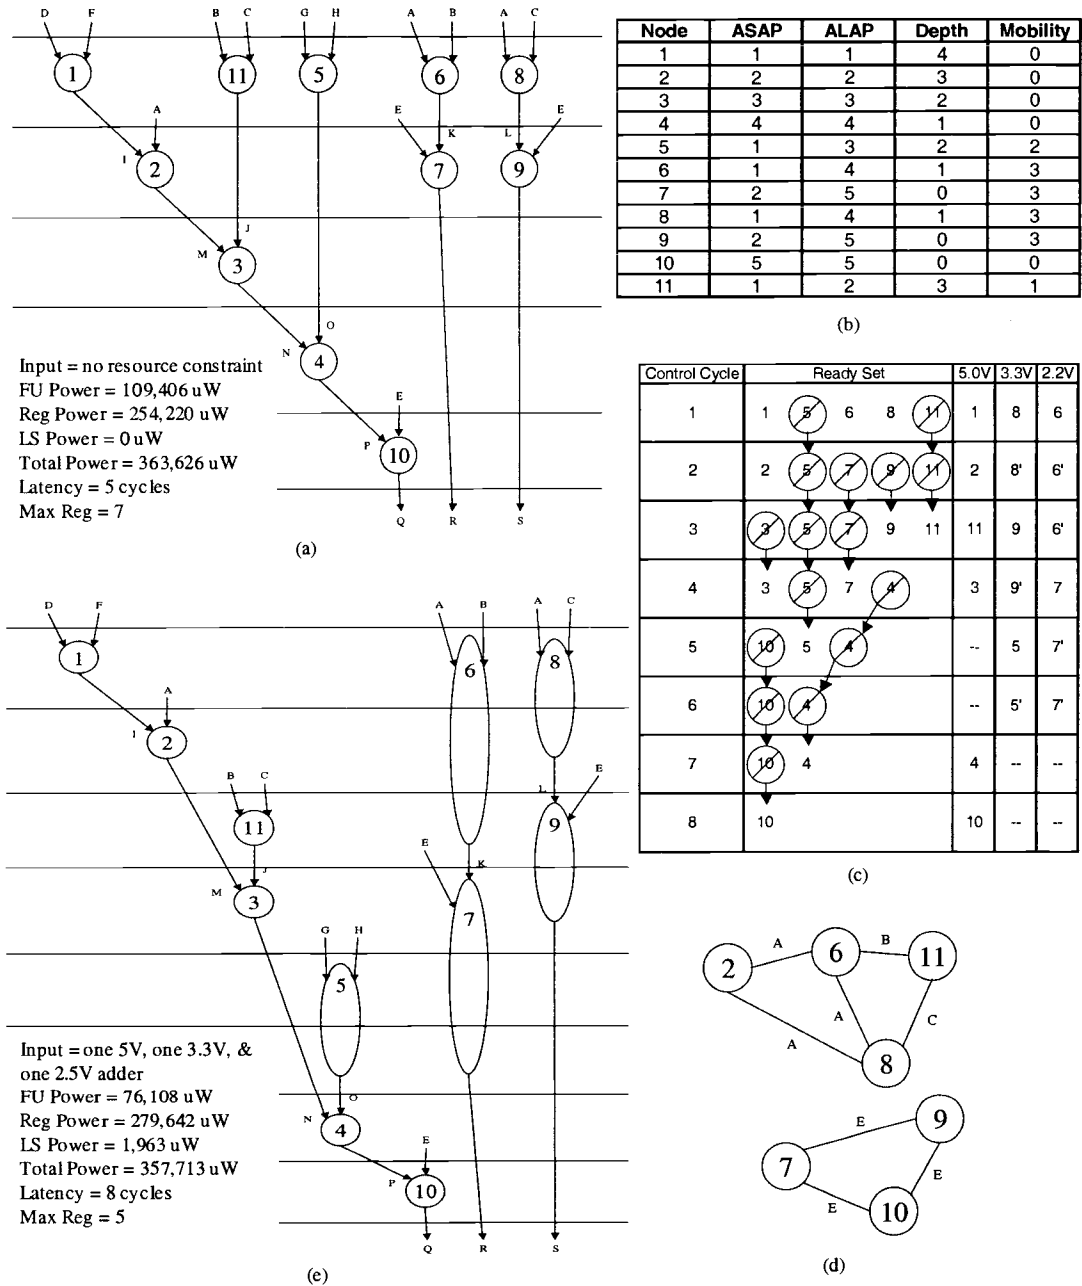 D F B C G H A B A C
1 11 5 6 8
A E E
I K L
2 7 9
J
M
3
O
N
4
E
P
10
Q R S
Input = no resource constraint
FU Power = 109,406 uW
Reg Power = 254,220 uW
LS Power = 0 uW
Total Power = 363,626 uW
Latency = 5 cycles
Max Reg = 7
(a)
Node ASAP ALAP Depth Mobility
1 1 1 4 0
2 2 2 3 0
3 3 3 2 0
4 4 4 1 0
5 1 3 2 2
6 1 4 1 3
7 2 5 0 3
8 1 4 1 3
9 2 5 0 3
10 5 5 0 0
11 1 2 3 1
(b)
Control Cycle Ready Set 5.0V 3.3V 2.2V
1 1 5 6 8 11 1 8 6
2 2 5 7 9 11 2 8' 6'
3 3 5 7 9 11 11 9 6'
4 3 5 7 4 3 9' 7
5 10 5 4 -- 5 7'
6 10 4 -- 5' 7'
7 10 4 4 -- --
8 10 10 -- --
(c)
2 6 11 8
A B A A C
7 9 10
E E E
(d)
D F A B A C
1 6 8
A
I
2
B C L E
11 9
J E K
M
3 7
G H
5
O
N
4
E
P
10
Q R S
Input = one 5V, one 3.3V, &
one 2.5V adder
FU Power = 76,108 uW
Reg Power = 279,642 uW
LS Power = 1,963 uW
Total Power = 357,713 uW
Latency = 8 cycles
Max Reg = 5
(e)